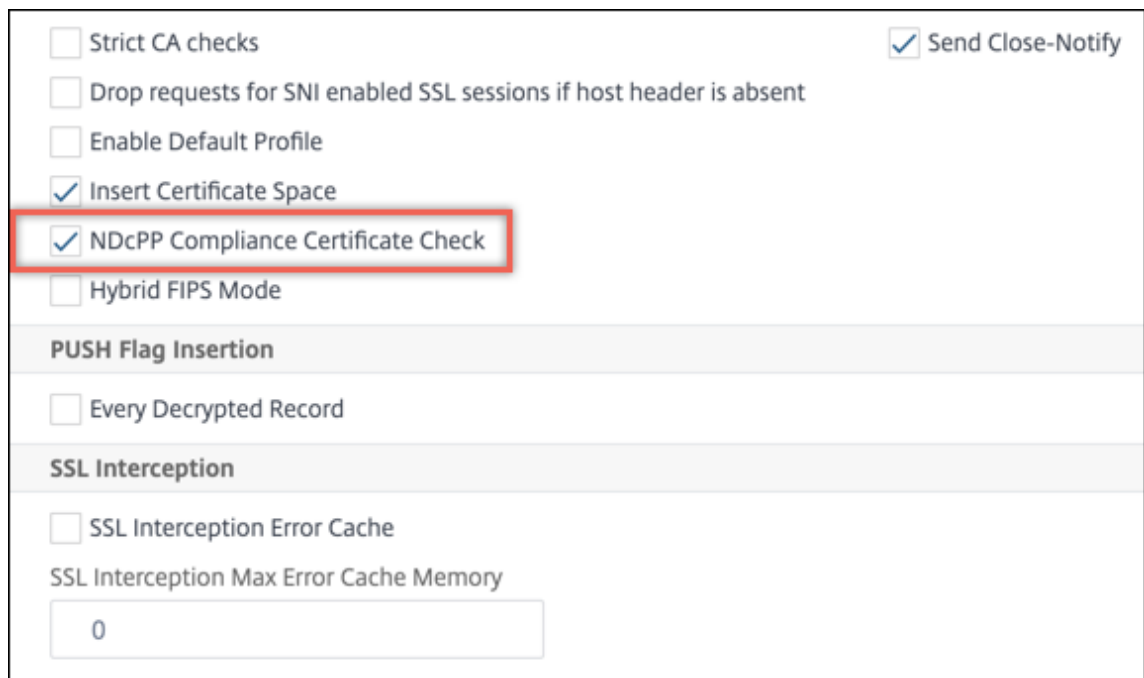 Strict CA checks
Send Close-Notify
Drop requests for SNI enabled SSL sessions if host header is absent
Enable Default Profile
Insert Certificate Space
NDcPP Compliance Certificate Check
Hybrid FIPS Mode
PUSH Flag Insertion
Every Decrypted Record
SSL Interception
SSL Interception Error Cache
SSL Interception Max Error Cache Memory
0